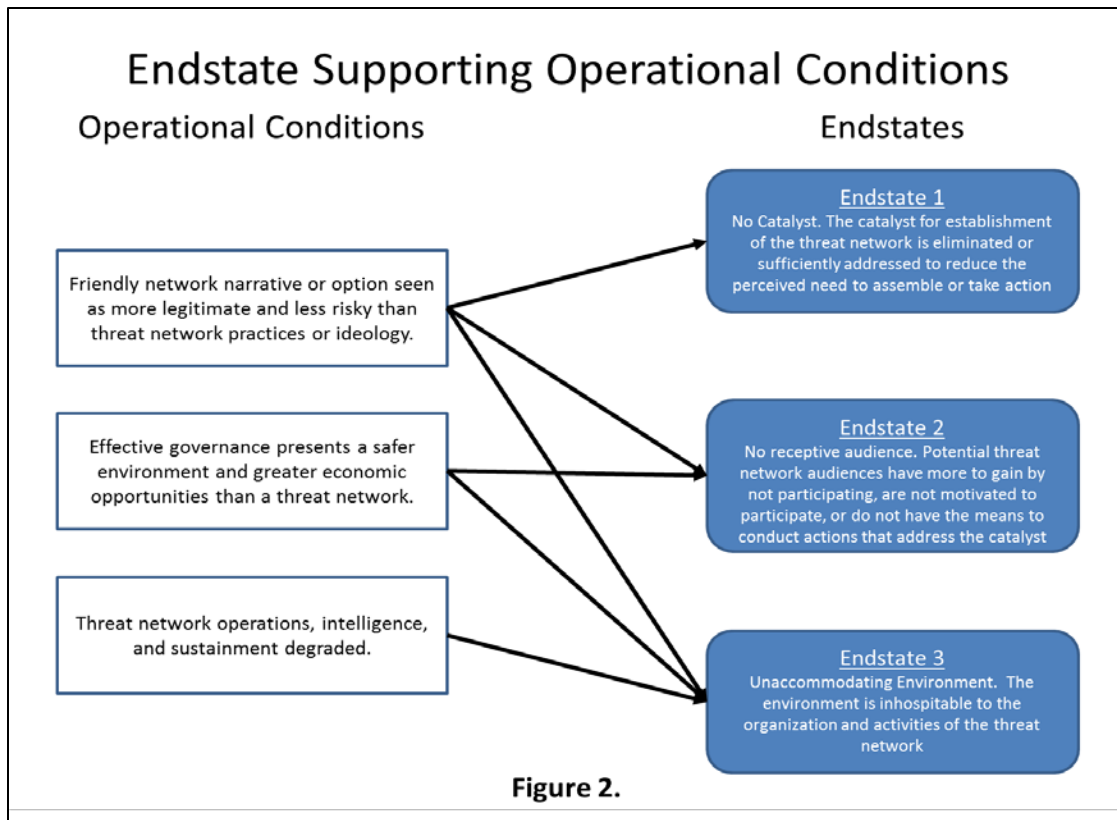 Endstate Supporting Operational Conditions
Operational Conditions
Endstates
Friendly network narrative or option seen
as more legitimate and less risky than
threat network practices or ideology.
Effective governance presents a safer
environment and greater economic
opportunities than a threat network.
Threat network operations, intelligence,
and sustainment degraded.
Endstate 1
No Catalyst. The catalyst for establishment
of the threat network is eliminated or
sufficiently addressed to reduce the
perceived need to assemble or take action
Endstate 2
No receptive audience. Potential threat
network audiences have more to gain by
not participating, are not motivated to
participate, or do not have the means to
conduct actions that address the catalyst
Endstate 3
Unaccommodating Environment. The
environment is inhospitable to the
organization and activities of the threat
network
Figure 2.